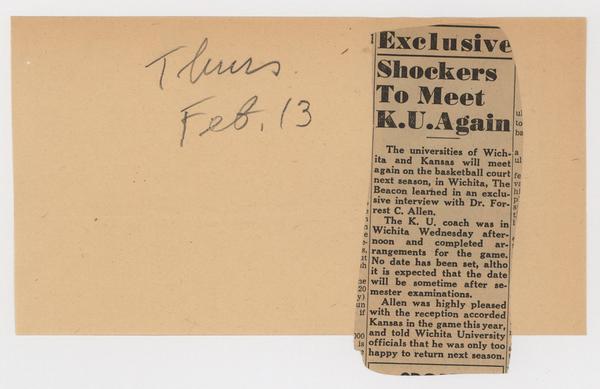 Thurs.
Feb. 13
Exclusive
Shockers
To Meet
K.U. Again
The universities of Wich-
ita and Kansas will meet
again on the basketball court
next season, in Wichita, The
Beacon learned in an exclu-
sive interview with Dr. For-
rest C. Allen.
The K. U. coach was in
Wichita Wednesday after-
noon and completed ar-
rangements for the game.
No date has been set, altho
it is expected that the date
will be sometime after se-
mester examinations.
Allen was highly pleased
with the reception accorded
Kansas in the game this year,
and told Wichita University
officials that he was only too
happy to return next season.